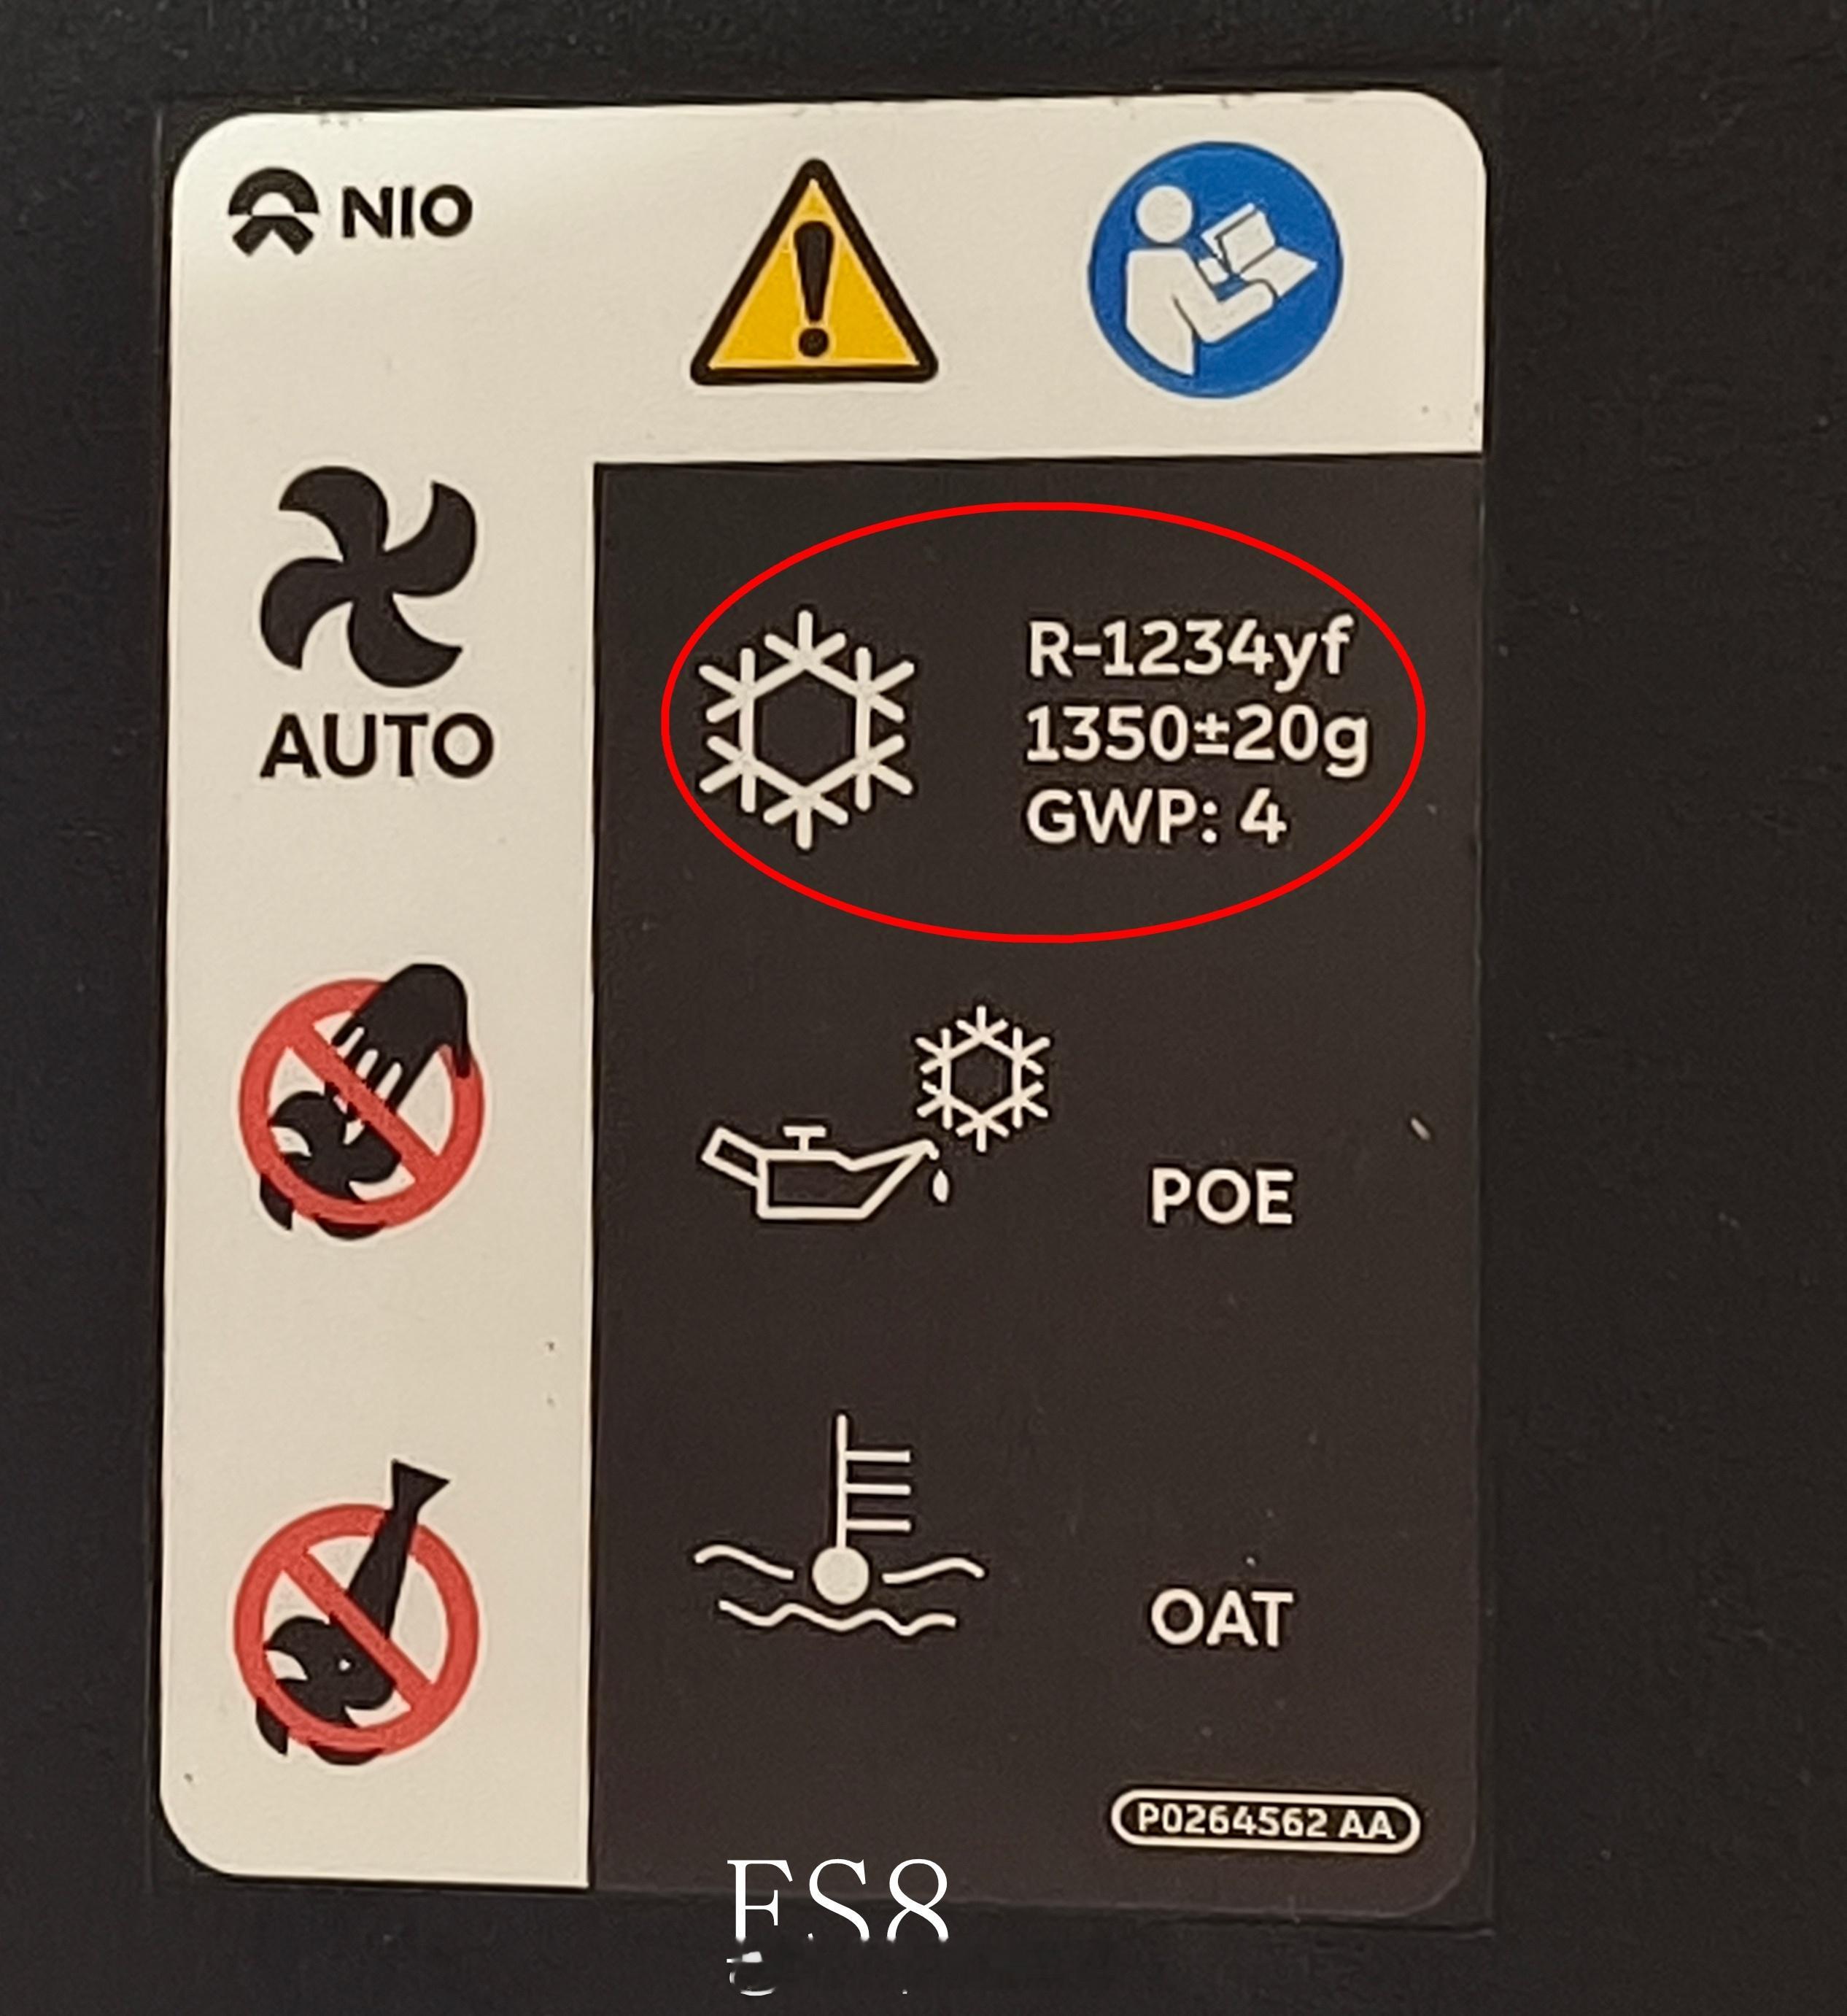 NIO
AUTO
R-1234yf
1350±20g
GWP: 4
POE
OAT
P0264562 AA
ES8